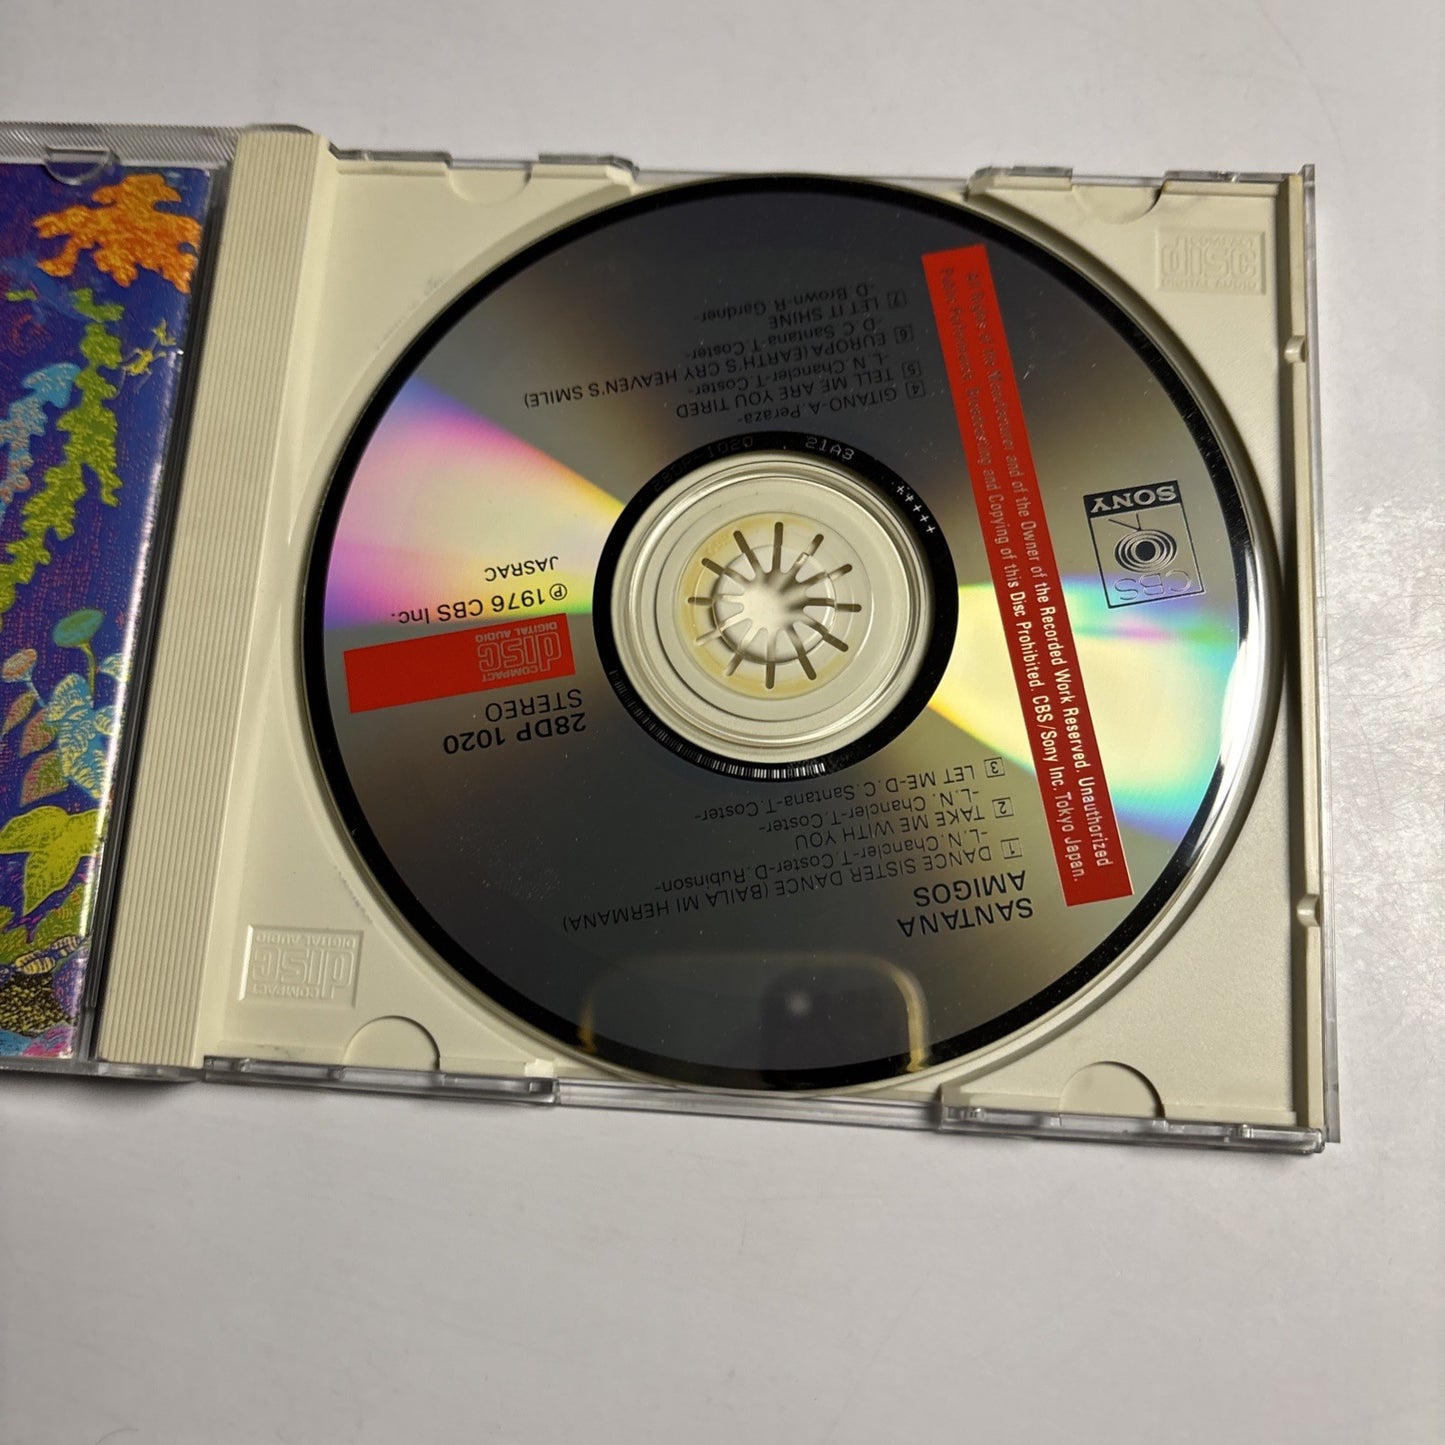 SANTANA
AMIGOS
1 DANCE SISTER DANCE (BAILA MI HERMANA)
-L.N. Chancler-T. Coster-D. Rubinson-
2 TAKE ME WITH YOU
-L.N. Chancler-T. Coster-
3 LET ME-D.C. Santana-T. Coster-
28DP 1020
STEREO
COMPACT
disc
DIGITAL AUDIO
℗ 1976 CBS Inc.
JASRAC
4 GITANO-A. Peraza-
5 TELL ME ARE YOU TIRED
-L.N. Chancler-T. Coster-
6 EUROPA (EARTH'S CRY HEAVEN'S SMILE)
-D.C. Santana-T. Coster-
7 LET IT SHINE
-D. Brown-R. Gardner-
CBS
SONY
All Rights of the Manufacturer and of the Owner of the Recorded Work Reserved. Unauthorized
Public Performance, Broadcasting and Copying of this Disc Prohibited. CBS/Sony Inc. Tokyo Japan.
28DP-1020 21A3 +++++
COMPACT
disc
DIGITAL AUDIO
COMPACT
disc
DIGITAL AUDIO